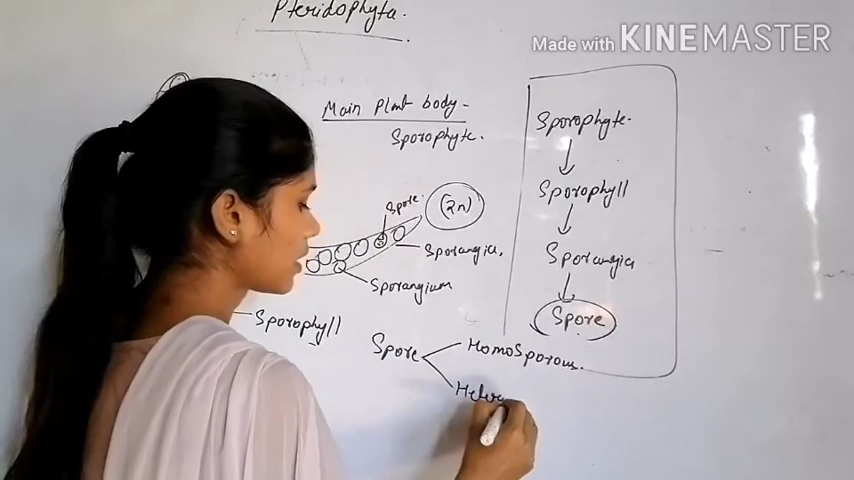 Pteridophyta.
Made with KINEMASTER
Main Plant body -
Sporophyte.
Spore.
(2n)
Sporangia,
Sporangium
Sporophyll
Spore
Homosporous.
Hetero
Sporophyte.
Sporophyll
Sporangia
Spore